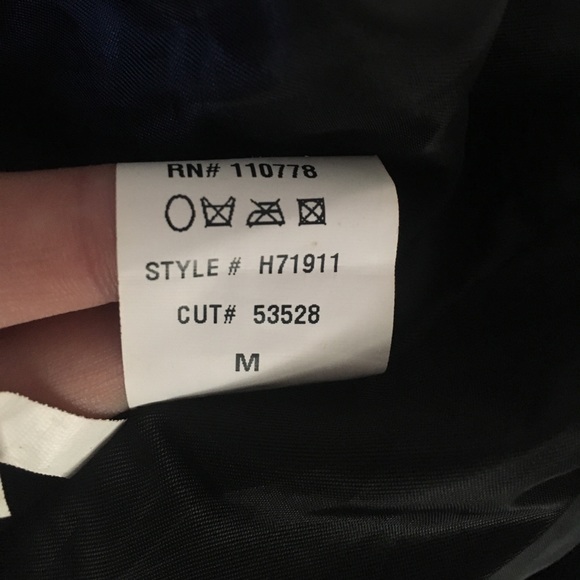 RN# 110778
STYLE # H71911
CUT# 53528
M